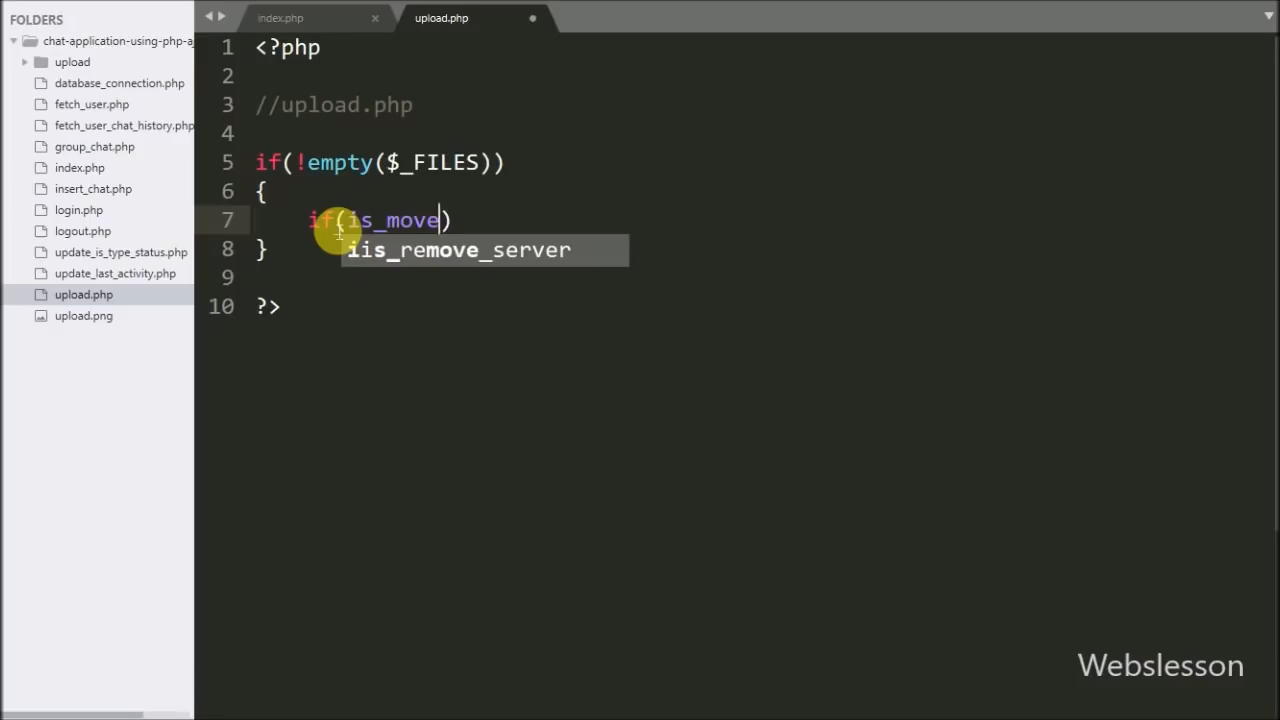 FOLDERS
chat-application-using-php-a
upload
database_connection.php
fetch_user.php
fetch_user_chat_history.php
group_chat.php
index.php
insert_chat.php
login.php
logout.php
update_is_type_status.php
update_last_activity.php
upload.php
upload.png
index.php
upload.php
1 <?php
2
3 //upload.php
4
5 if(!empty($_FILES))
6 {
7 if(is_move)
iis_remove_server
8 }
9
10 ?>
Webslesson